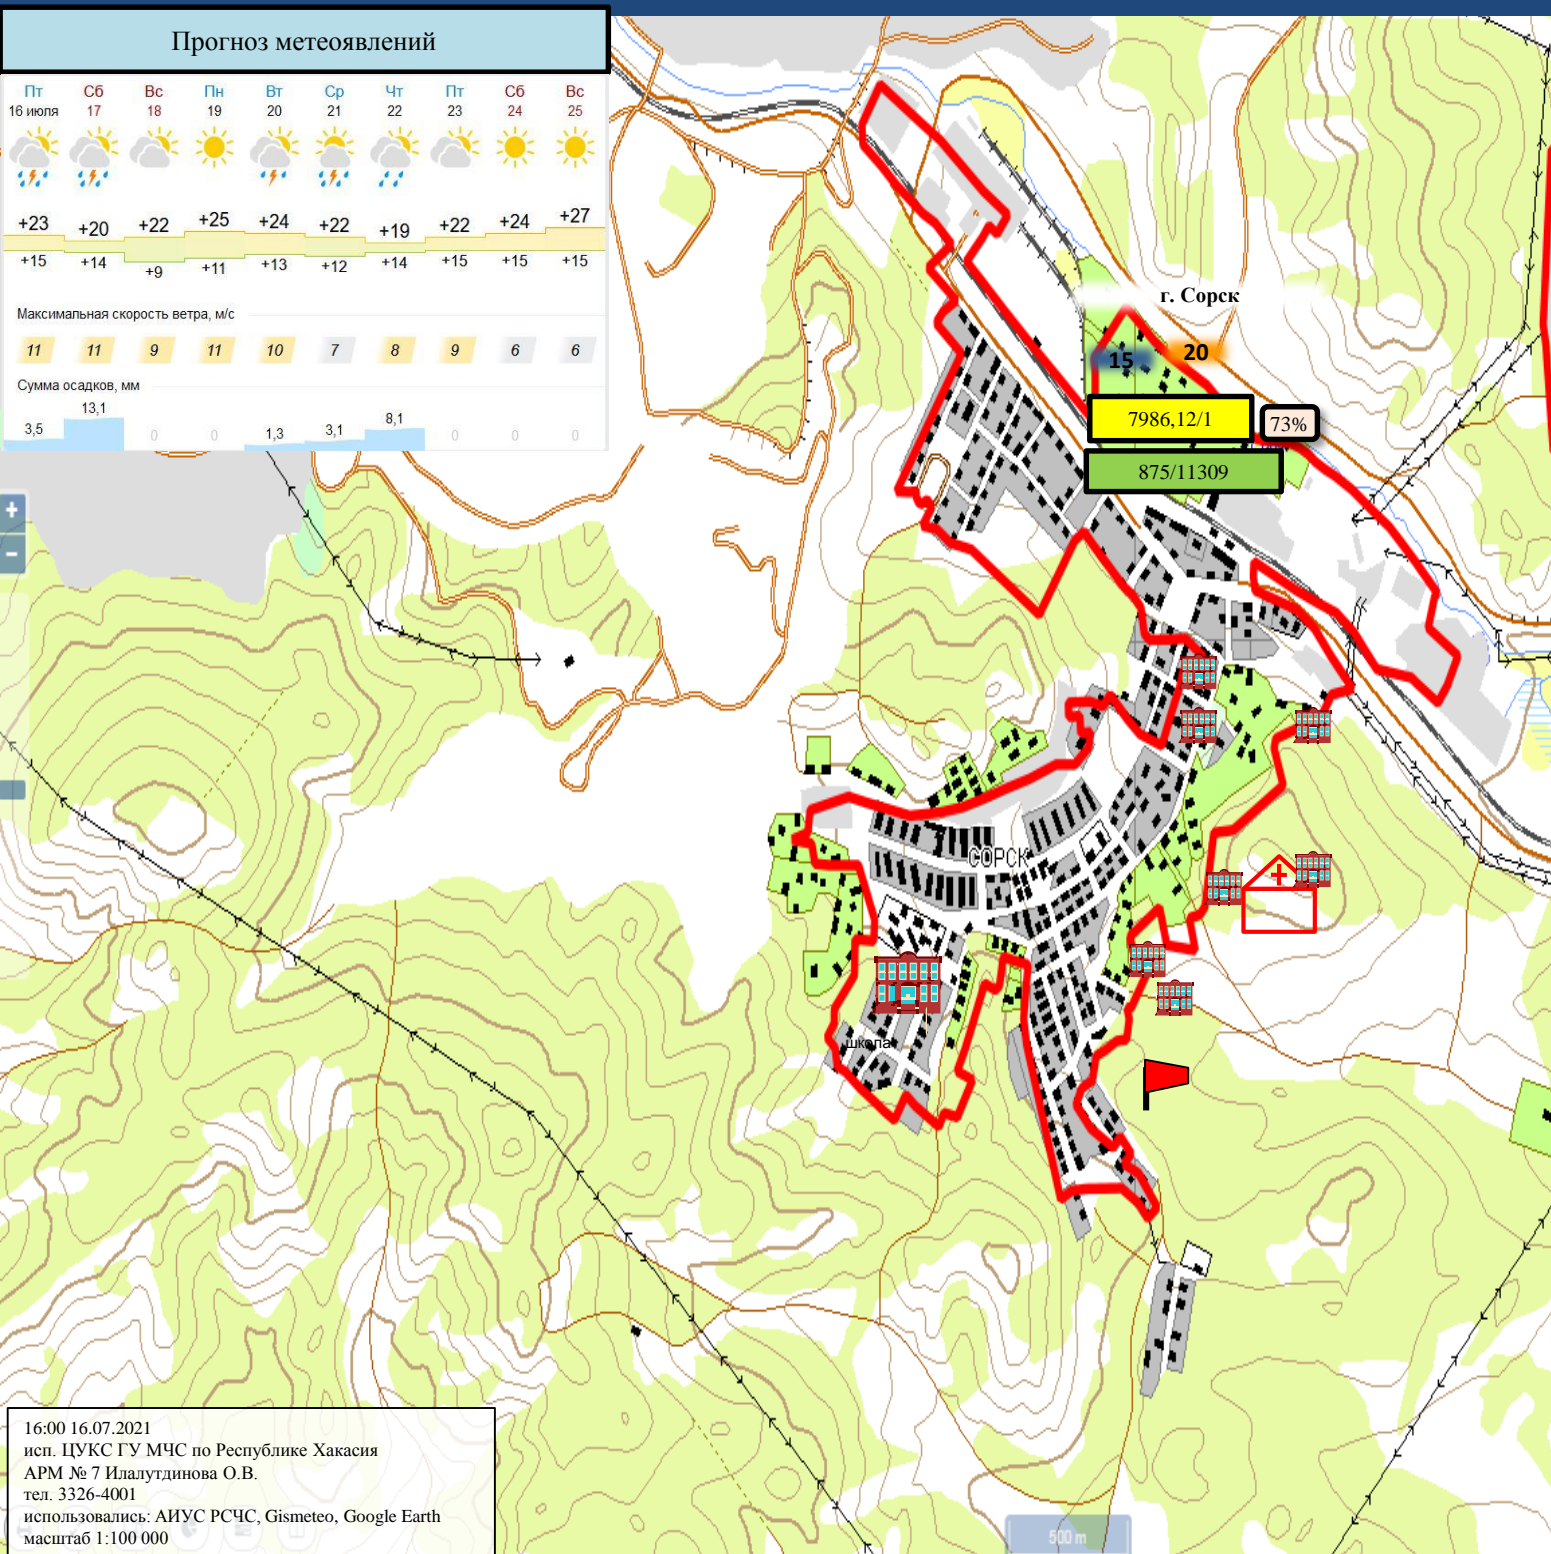 Прогноз метеоявлений
Пт Сб Вс Пн Вт Ср Чт Пт Сб Вс
16 июля 17 18 19 20 21 22 23 24 25
+23 +20 +22 +25 +24 +22 +19 +22 +24 +27
+15 +14 +9 +11 +13 +12 +14 +15 +15 +15
Максимальная скорость ветра, м/с
11 11 9 11 10 7 8 9 6 6
Сумма осадков, мм
3,5 13,1 0 0 1,3 3,1 8,1 0 0 0
г. Сорск
15 20
7986,12/1 73%
875/11309
+
−
СОРСК
школа
16:00 16.07.2021
исп. ЦУКС ГУ МЧС по Республике Хакасия
АРМ № 7 Илалутдинова О.В.
тел. 3326-4001
использовались: АИУС РСЧС, Gismeteo, Google Earth
масштаб 1:100 000
500 m